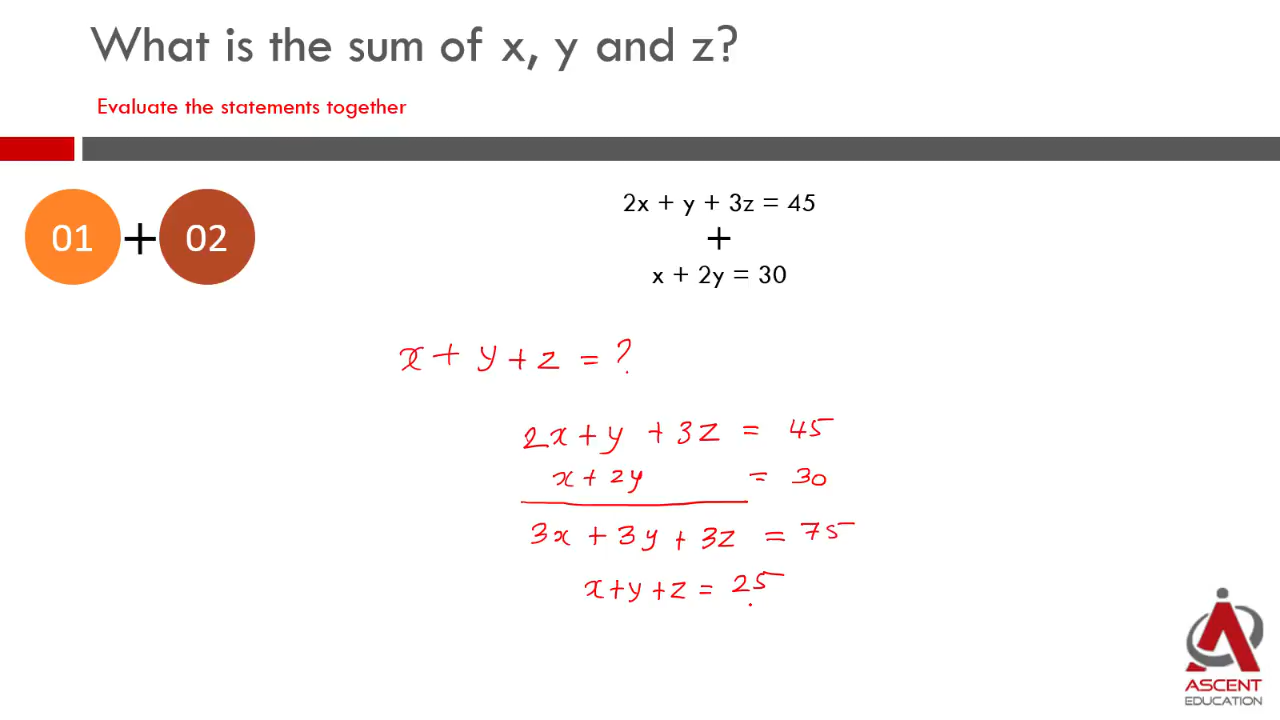 What is the sum of x, y and z?
Evaluate the statements together
01 + 02
2x + y + 3z = 45
+
x + 2y = 30
x + y + z = ?
2x + y + 3z = 45
x + 2y = 30
3x + 3y + 3z = 75
x + y + z = 25
ASCENT
EDUCATION